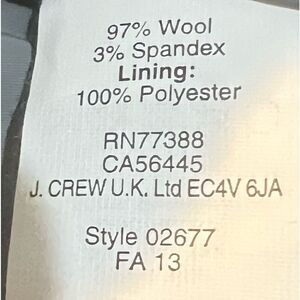 97% Wool
3% Spandex
Lining:
100% Polyester
RN77388
CA56445
J. CREW U.K. Ltd EC4V 6JA
Style 02677
FA 13